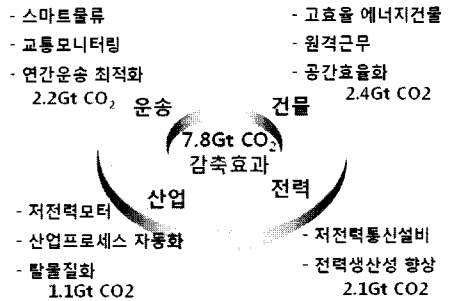 - 스마트물류
- 교통모니터링
- 연간운송 최적화
2.2Gt CO₂
운송
- 고효율 에너지건물
- 원격근무
- 공간효율화
2.4Gt CO2
건물
7.8Gt CO₂
감축효과
산업
- 저전력모터
- 산업프로세스 자동화
- 탈물질화
1.1Gt CO2
전력
- 저전력통신설비
- 전력생산성 향상
2.1Gt CO2